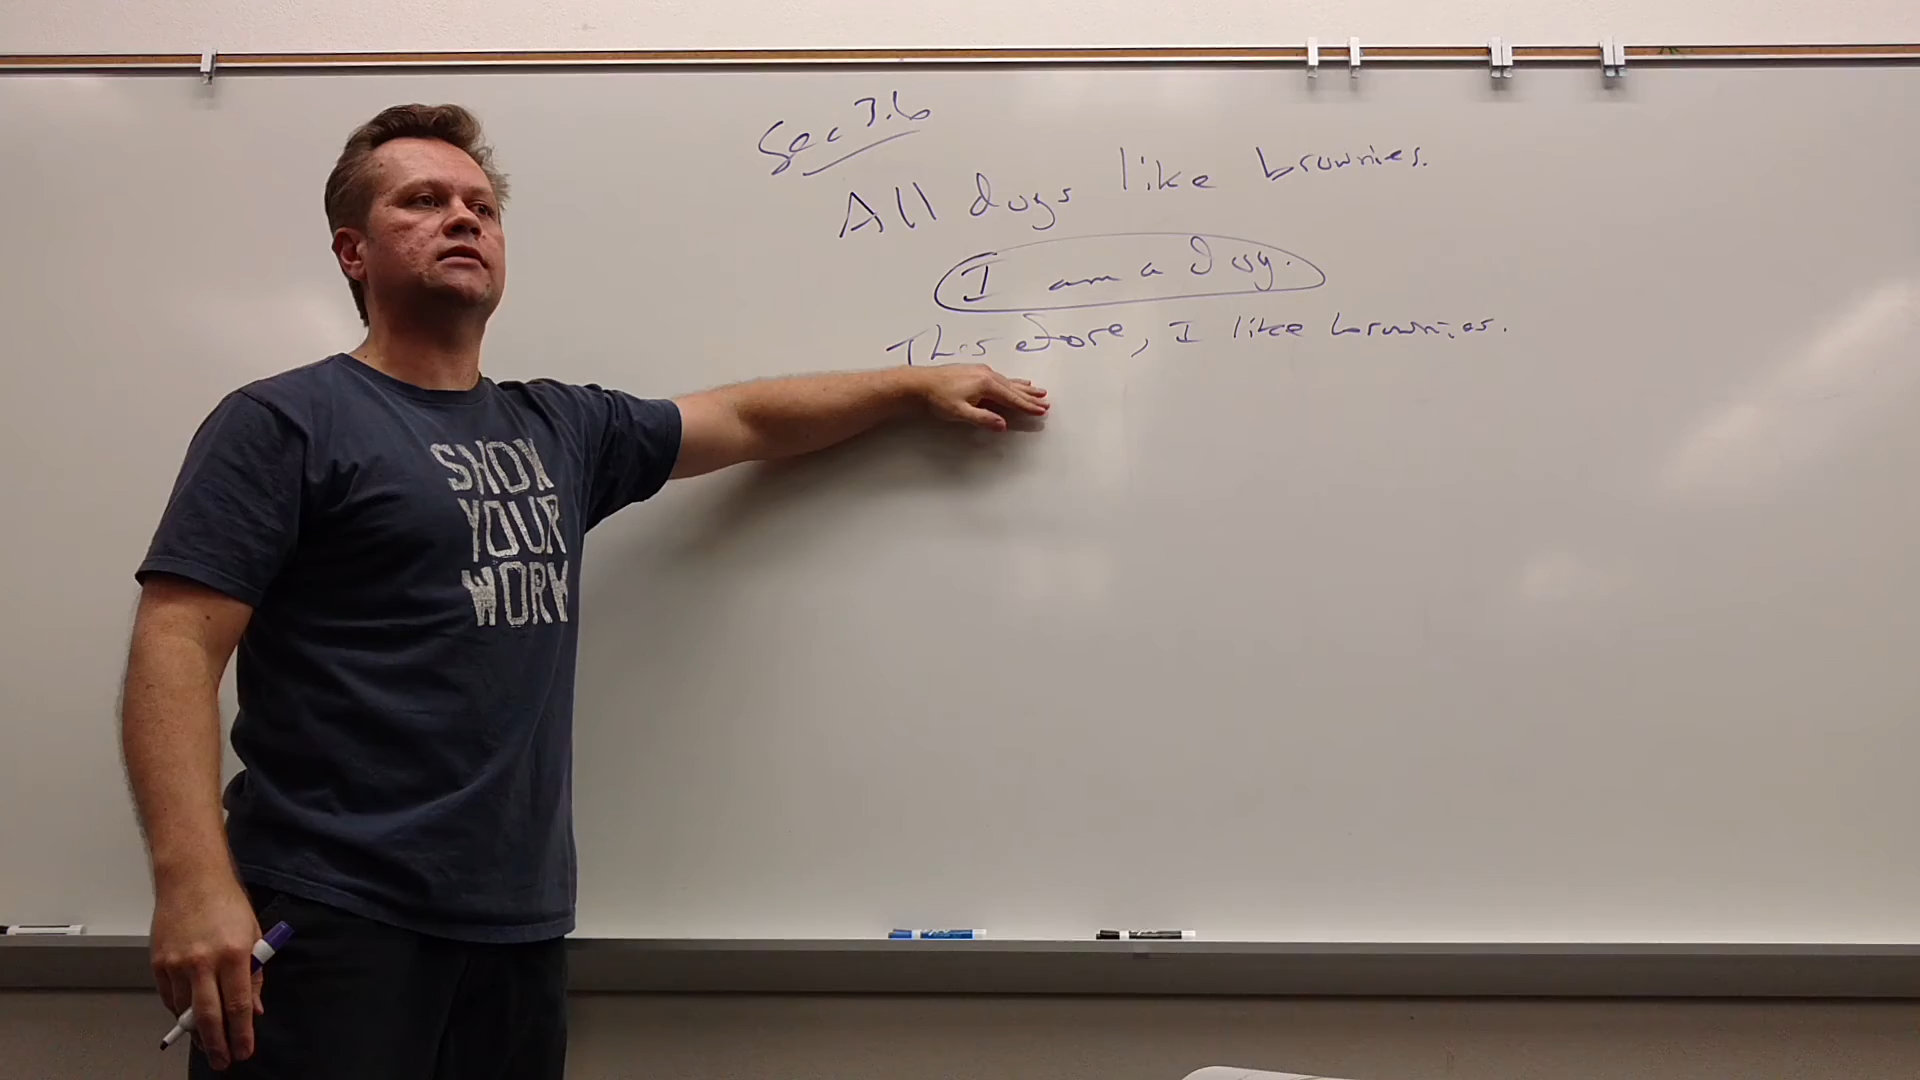 Sec 3.6
All dogs like brownies.
I am a dog.
Therefore, I like brownies.
SHOW
YOUR
WORK